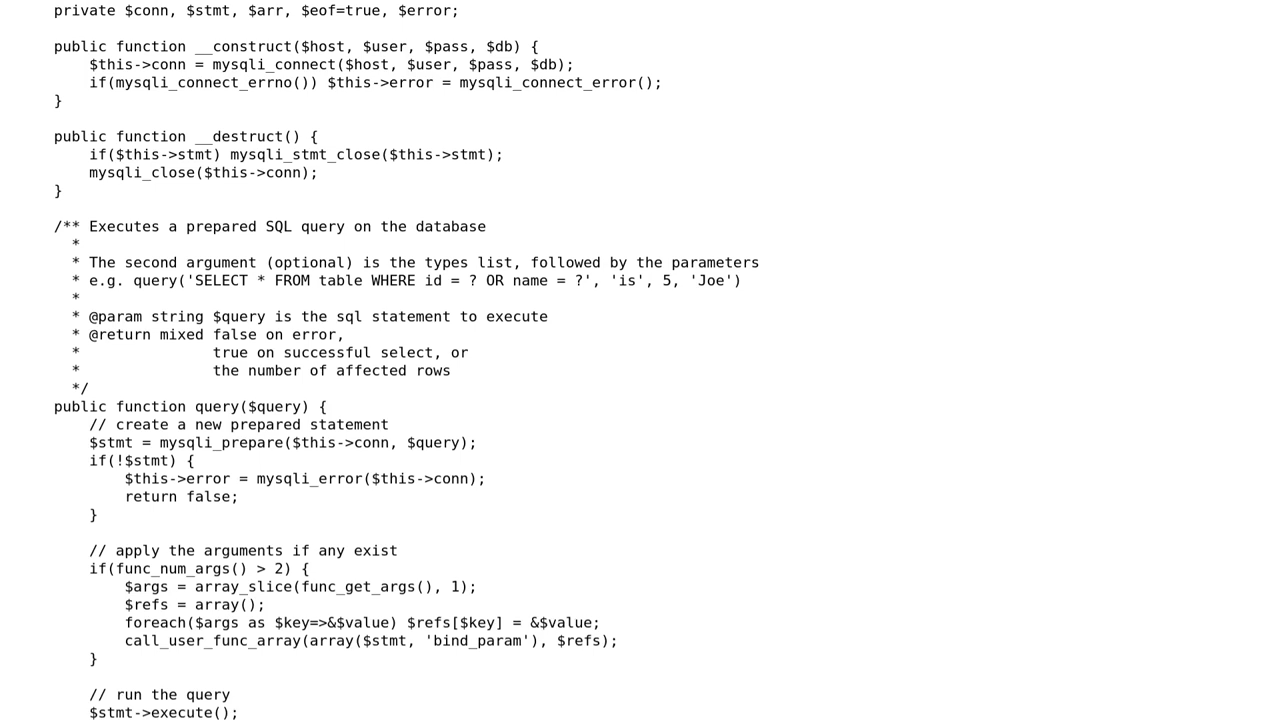 private $conn, $stmt, $arr, $eof=true, $error;
public function __construct($host, $user, $pass, $db) {
$this->conn = mysqli_connect($host, $user, $pass, $db);
if(mysqli_connect_errno()) $this->error = mysqli_connect_error();
}
public function __destruct() {
if($this->stmt) mysqli_stmt_close($this->stmt);
mysqli_close($this->conn);
}
/** Executes a prepared SQL query on the database
*
* The second argument (optional) is the types list, followed by the parameters
* e.g. query('SELECT * FROM table WHERE id = ? OR name = ?', 'is', 5, 'Joe')
*
* @param string $query is the sql statement to execute
* @return mixed false on error,
* true on successful select, or
* the number of affected rows
*/
public function query($query) {
// create a new prepared statement
$stmt = mysqli_prepare($this->conn, $query);
if(!$stmt) {
$this->error = mysqli_error($this->conn);
return false;
}
// apply the arguments if any exist
if(func_num_args() > 2) {
$args = array_slice(func_get_args(), 1);
$refs = array();
foreach($args as $key=>&$value) $refs[$key] = &$value;
call_user_func_array(array($stmt, 'bind_param'), $refs);
}
// run the query
$stmt->execute();